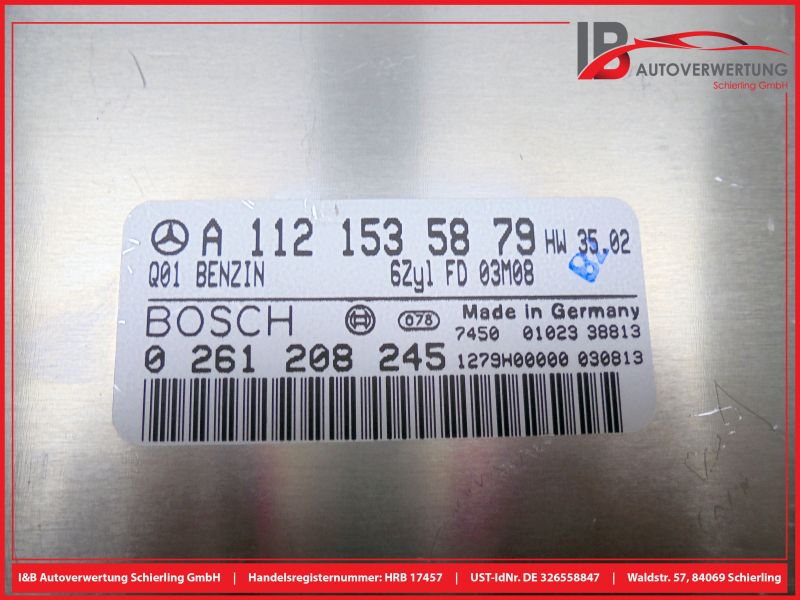 IB AUTOVERWERTUNG
Schierling GmbH
A 112 153 58 79 HW 35.02
Q01 BENZIN 6Zyl FD 03M08
BOSCH 078 Made in Germany
7450 01023 38813
0 261 208 245 1279H00000 030813
I&B Autoverwertung Schierling GmbH | Handelsregisternummer: HRB 17457 | UST-IdNr. DE 326558847 | Waldstr. 57, 84069 Schierling